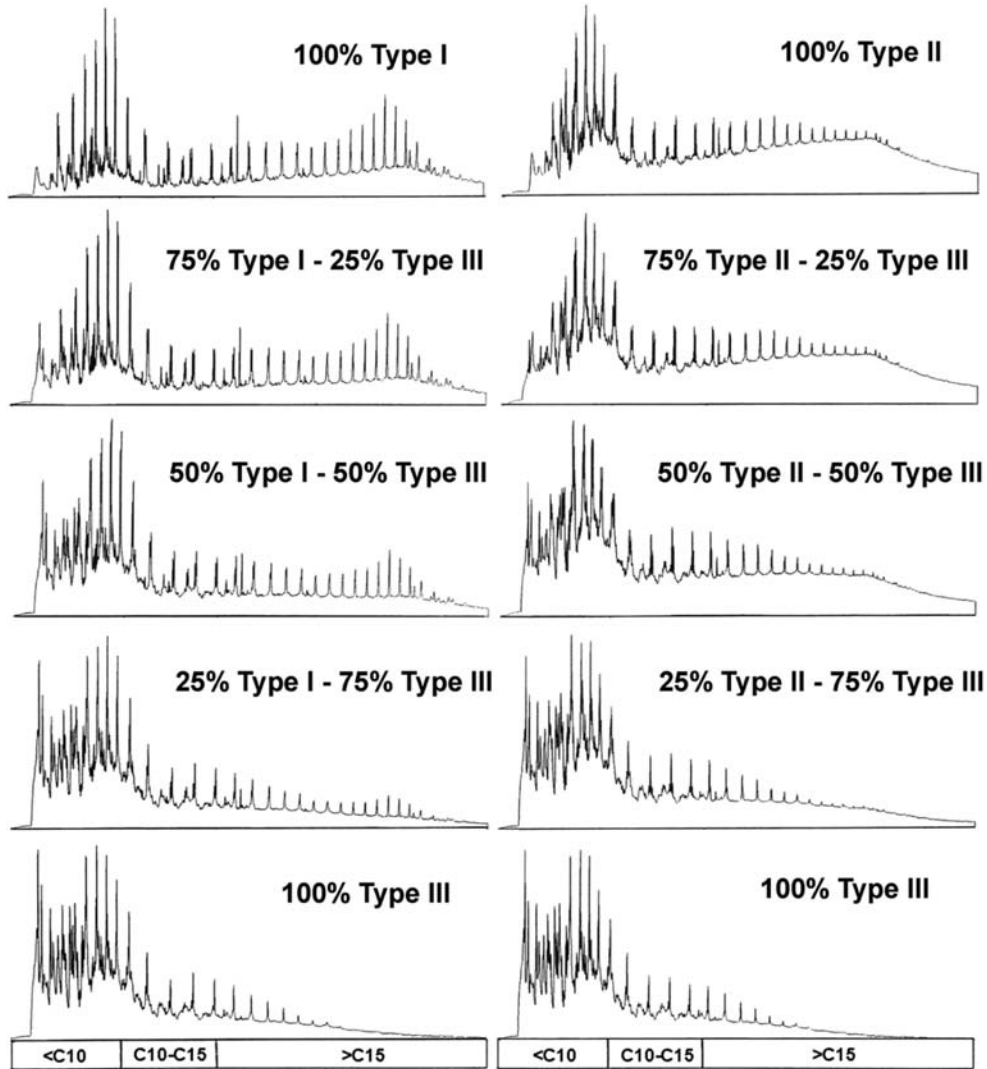 100% Type I
100% Type II
75% Type I - 25% Type III
75% Type II - 25% Type III
50% Type I - 50% Type III
50% Type II - 50% Type III
25% Type I - 75% Type III
25% Type II - 75% Type III
100% Type III
100% Type III
<C10 C10-C15 >C15
<C10 C10-C15 >C15